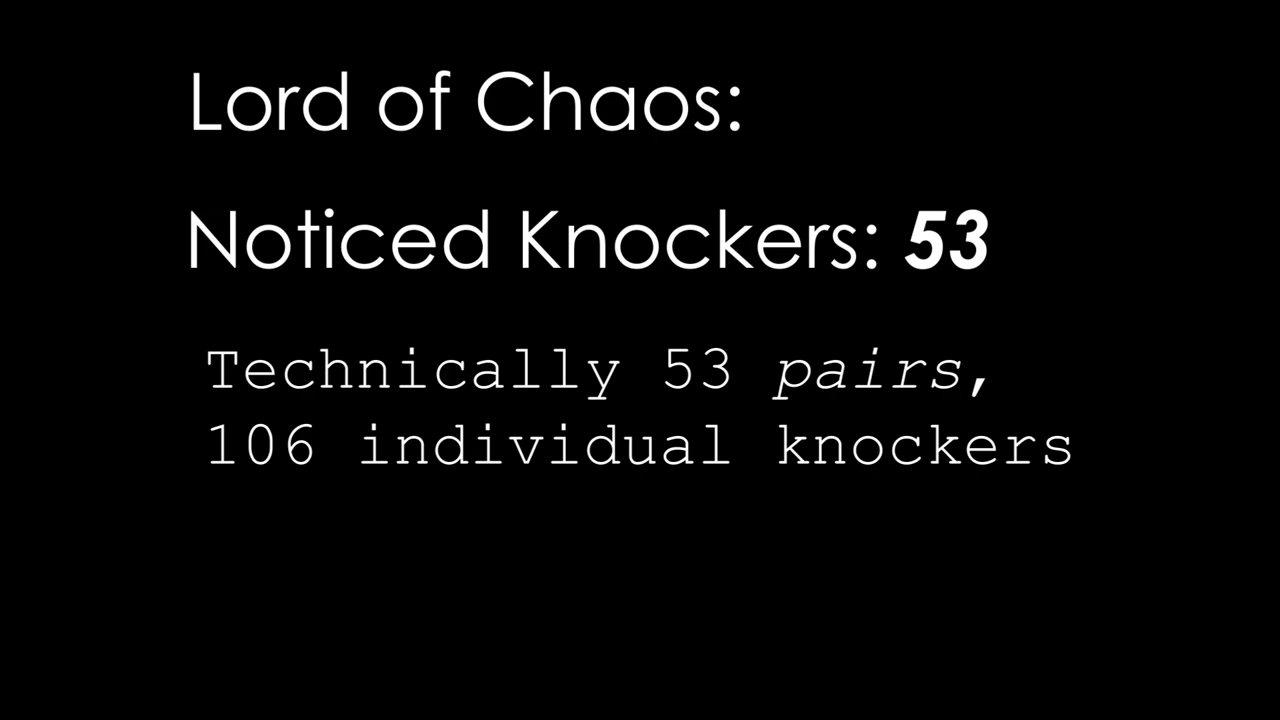 Lord of Chaos:
Noticed Knockers: 53
Technically 53 pairs,
106 individual knockers